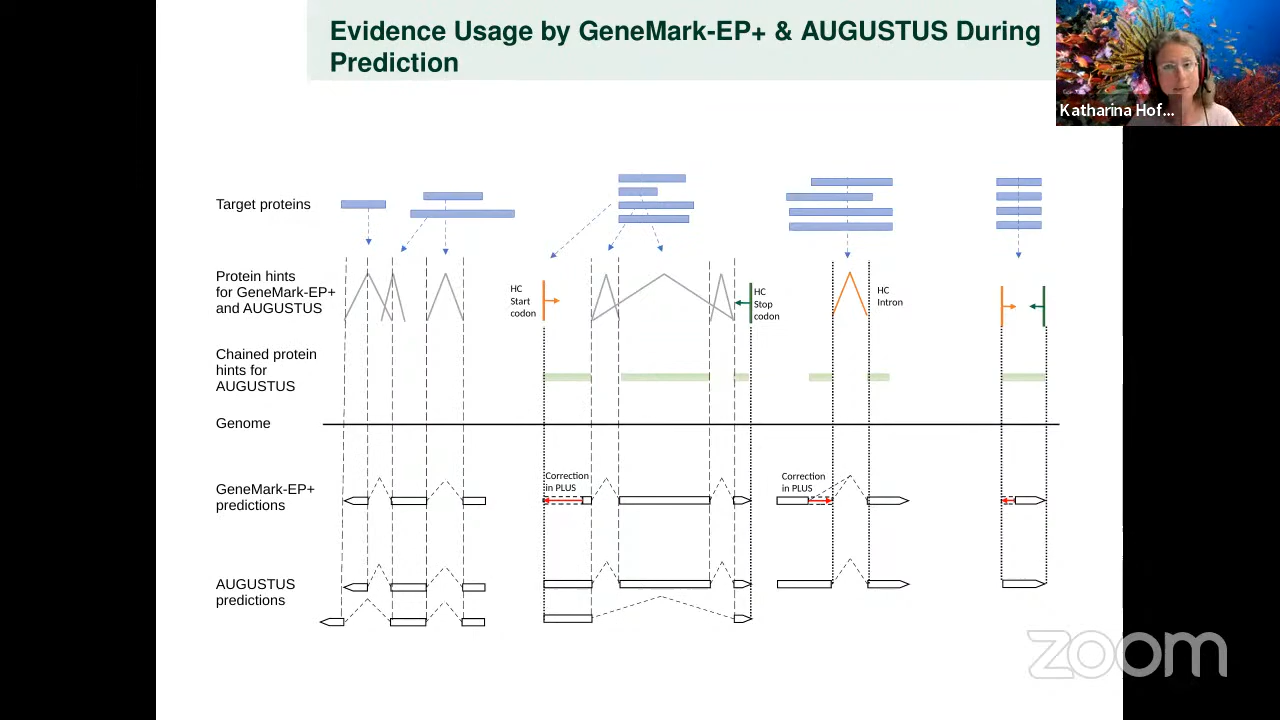 Evidence Usage by GeneMark-EP+ & AUGUSTUS During
Prediction
Katharina Hof...
Target proteins
Protein hints
for GeneMark-EP+
and AUGUSTUS
HC
Start
codon
HC
Stop
codon
HC
Intron
Chained protein
hints for
AUGUSTUS
Genome
GeneMark-EP+
predictions
Correction
in PLUS
Correction
in PLUS
AUGUSTUS
predictions
zoom